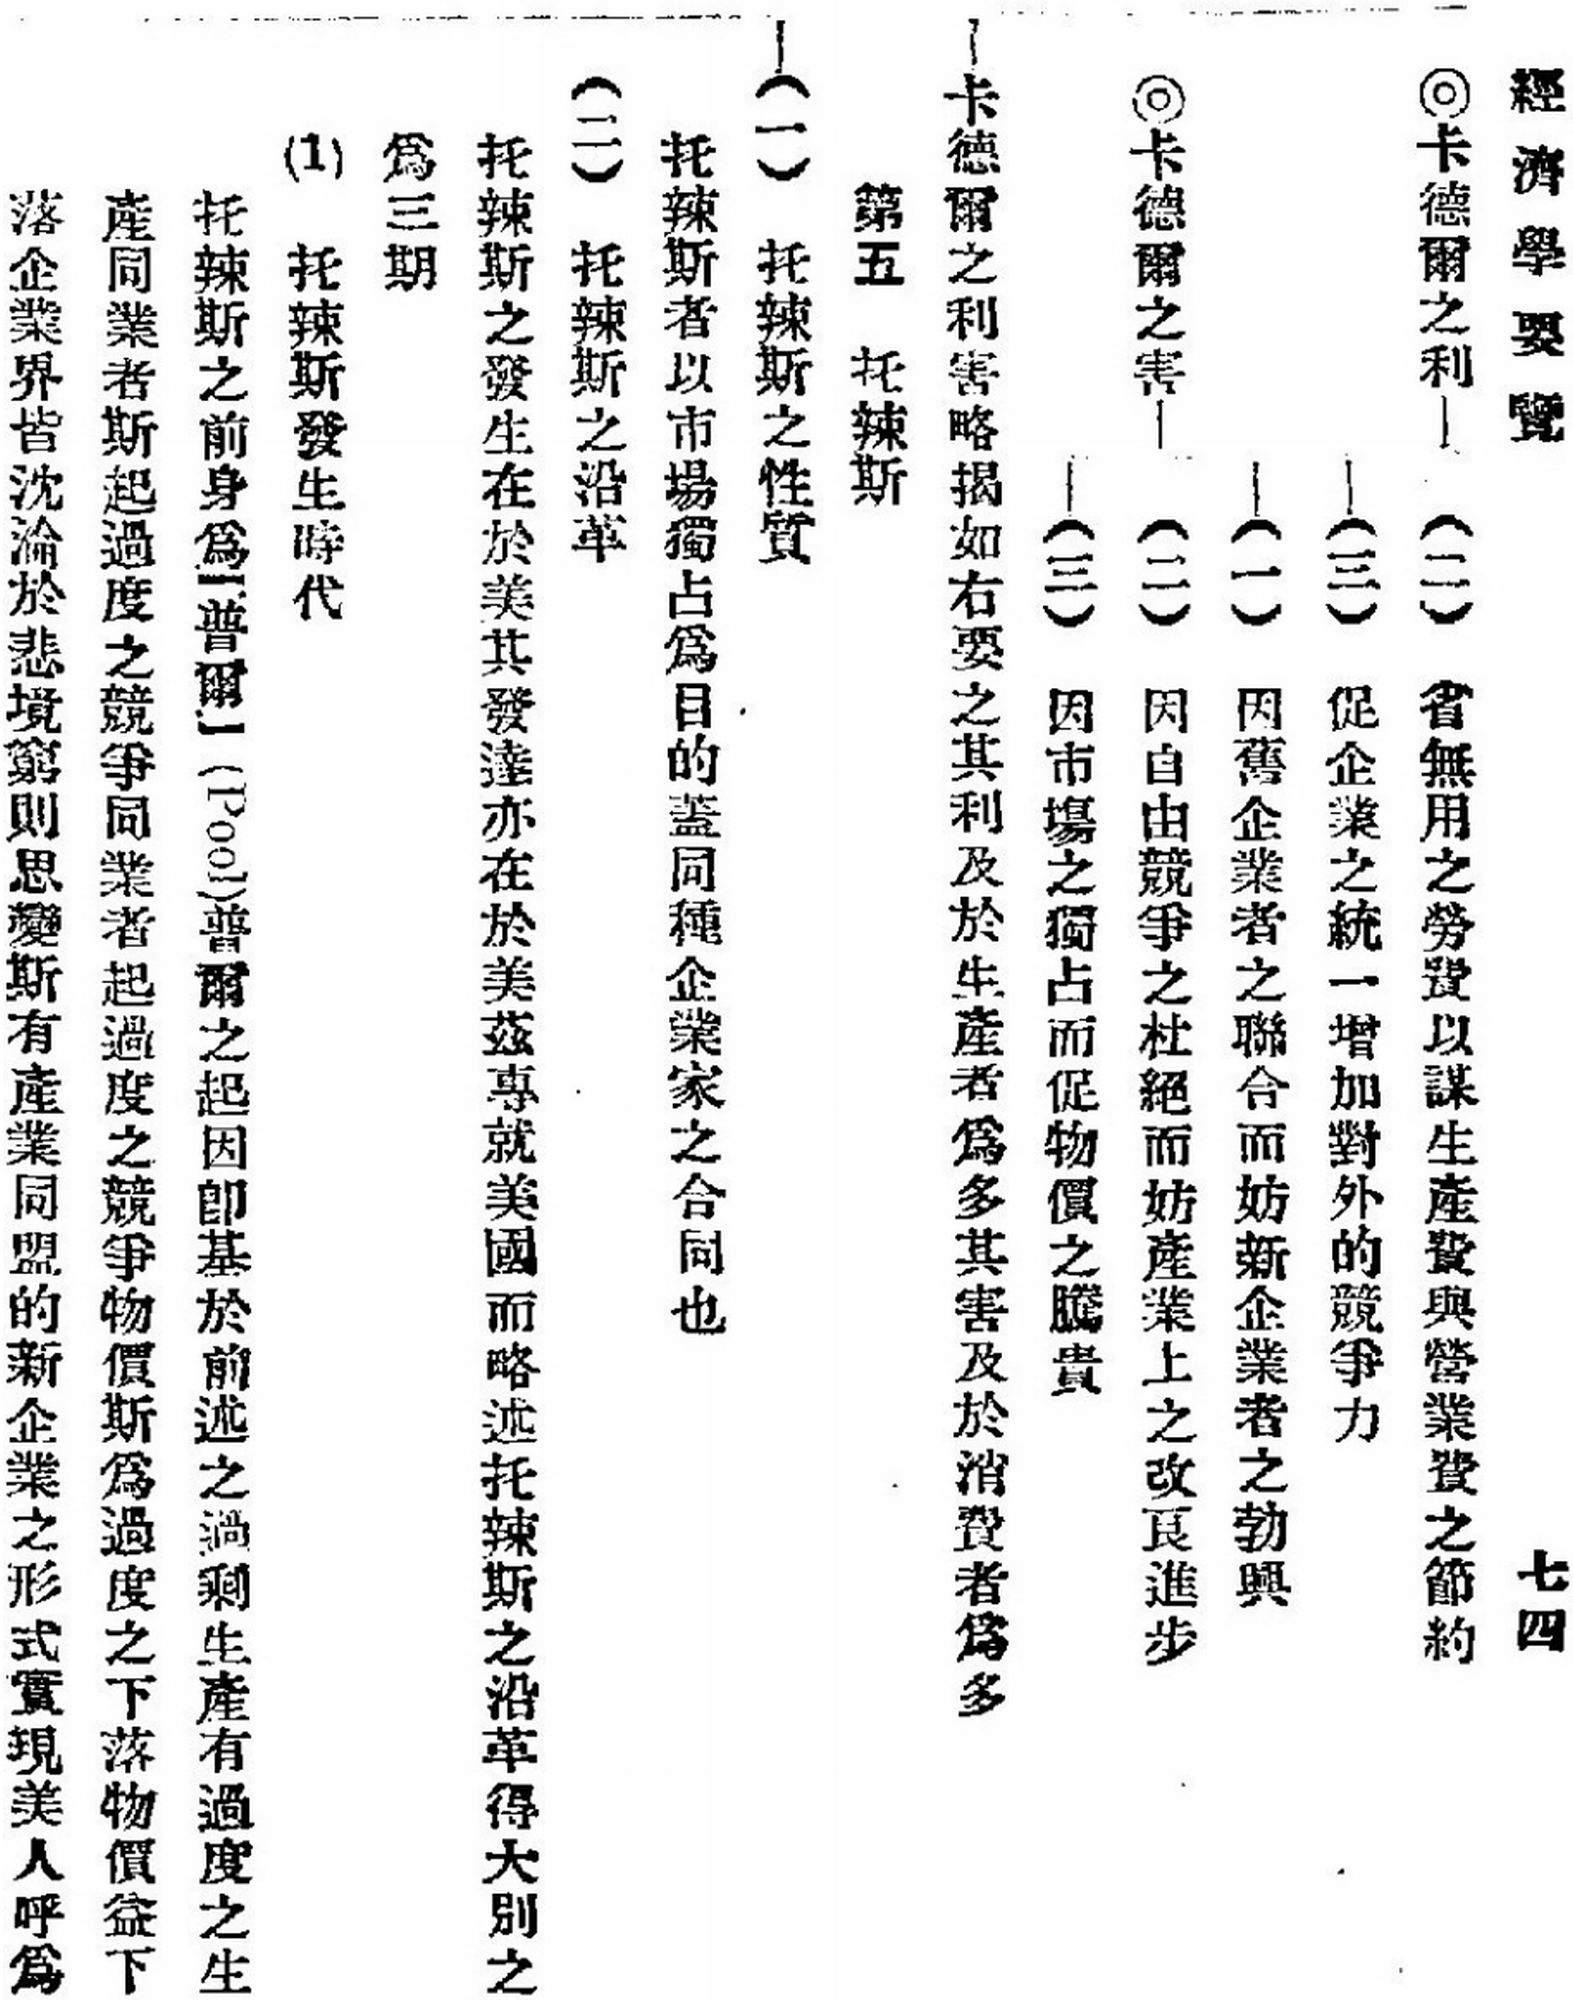 經濟學要覽
七四
◎卡德爾之利
(二) 省無用之勞費以謀生產費與營業費之節約
(三) 促企業之統一增加對外的競爭力
◎卡德爾之害
(一) 因舊企業者之聯合而妨新企業者之勃興
(二) 因自由競爭之杜絕而妨產業上之改良進步
(三) 因市場之獨占而促物價之騰貴
卡德爾之利害略揭如右要之其利及於生產者爲多其害及於消費者爲多
第五 托辣斯
(一) 托辣斯之性質
托辣斯者以市場獨占爲目的蓋同種企業家之合同也
(二) 托辣斯之沿革
托辣斯之發生在於美其發達亦在於美茲專就美國而略述托辣斯之沿革得大別之
爲三期
(1) 托辣斯發生時代
托辣斯之前身爲【普爾】(Pool)普爾之起因卽基於前述之過剩生產有過度之生
產同業者斯起過度之競爭同業者起過度之競爭物價斯爲過度之下落物價益下
落企業界皆沈淪於悲境窮則思變斯有產業同盟的新企業之形式實現美人呼爲